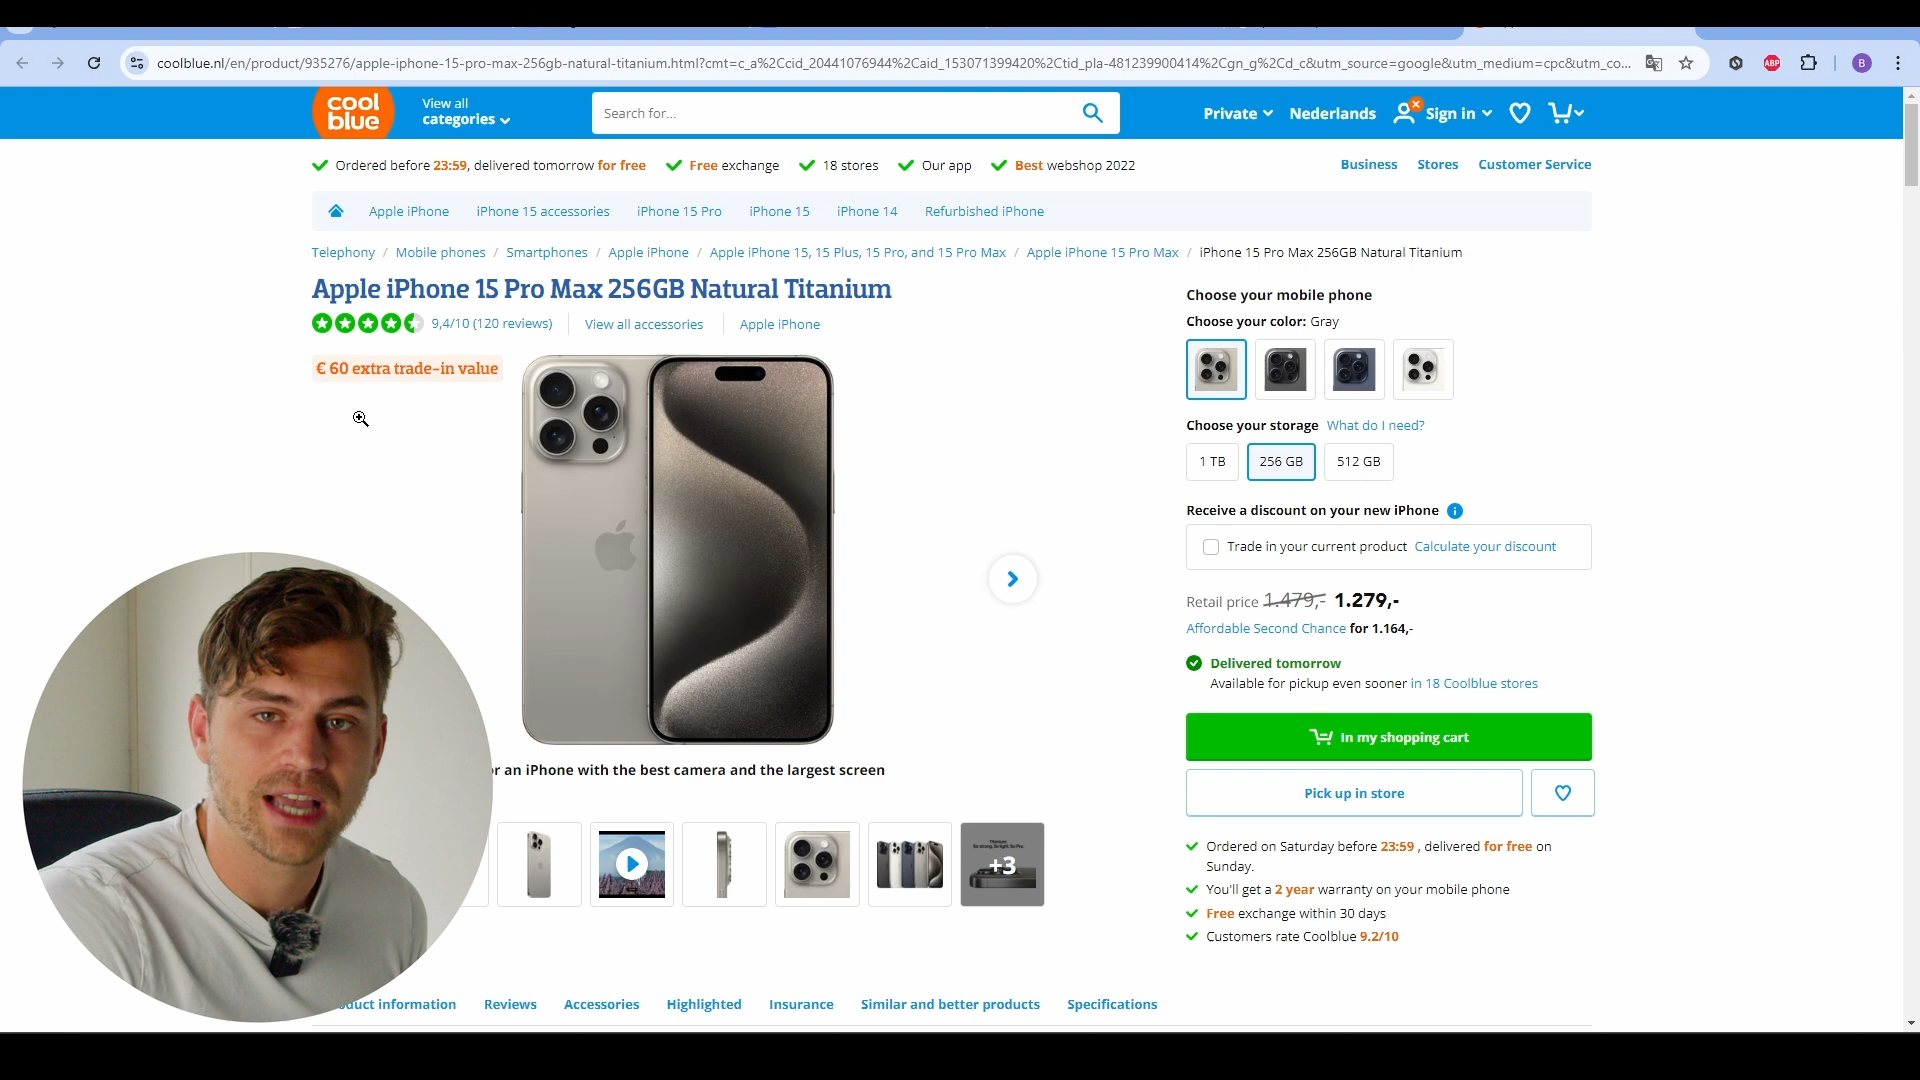 coolblue.nl/en/product/935276/apple-iphone-15-pro-max-256gb-natural-titanium.html?cmt=c_a%2Ccid_20441076944%2Caid_153071399420%2Ctid_pla-481239900414%2Cgn_g%2Cd_c&utm_source=google&utm_medium=cpc&utm_co...
ABP
B
cool
blue
View all
categories
Search for...
Private
Nederlands
Sign in
Ordered before 23:59, delivered tomorrow for free
Free exchange
18 stores
Our app
Best webshop 2022
Business
Stores
Customer Service
Apple iPhone
iPhone 15 accessories
iPhone 15 Pro
iPhone 15
iPhone 14
Refurbished iPhone
Telephony / Mobile phones / Smartphones / Apple iPhone / Apple iPhone 15, 15 Plus, 15 Pro, and 15 Pro Max / Apple iPhone 15 Pro Max / iPhone 15 Pro Max 256GB Natural Titanium
Apple iPhone 15 Pro Max 256GB Natural Titanium
9,4/10 (120 reviews)
View all accessories
Apple iPhone
€ 60 extra trade-in value
r an iPhone with the best camera and the largest screen
+3
Choose your mobile phone
Choose your color: Gray
Choose your storage What do I need?
1 TB
256 GB
512 GB
Receive a discount on your new iPhone i
Trade in your current product Calculate your discount
Retail price 1.479,- 1.279,-
Affordable Second Chance for 1.164,-
Delivered tomorrow
Available for pickup even sooner in 18 Coolblue stores
In my shopping cart
Pick up in store
Ordered on Saturday before 23:59 , delivered for free on
Sunday.
You'll get a 2 year warranty on your mobile phone
Free exchange within 30 days
Customers rate Coolblue 9.2/10
duct information
Reviews
Accessories
Highlighted
Insurance
Similar and better products
Specifications